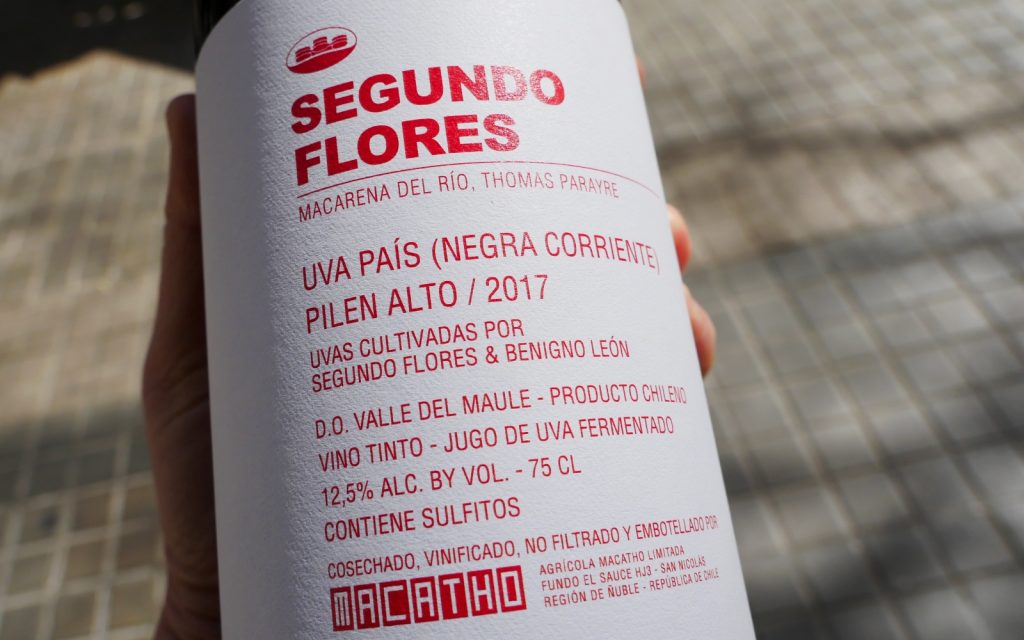 SEGUNDO
FLORES
MACARENA DEL RÍO, THOMAS PARAYRE
UVA PAÍS (NEGRA CORRIENTE)
PILEN ALTO / 2017
UVAS CULTIVADAS POR
SEGUNDO FLORES & BENIGNO LEÓN
D.O. VALLE DEL MAULE - PRODUCTO CHILENO
VINO TINTO - JUGO DE UVA FERMENTADO
12,5% ALC. BY VOL. - 75 CL
CONTIENE SULFITOS
COSECHADO, VINIFICADO, NO FILTRADO Y EMBOTELLADO POR
MACATHO
AGRÍCOLA MACATHO LIMITADA
FUNDO EL SAUCE HJ3 - SAN NICOLÁS
REGIÓN DE ÑUBLE - REPÚBLICA DE CHILE